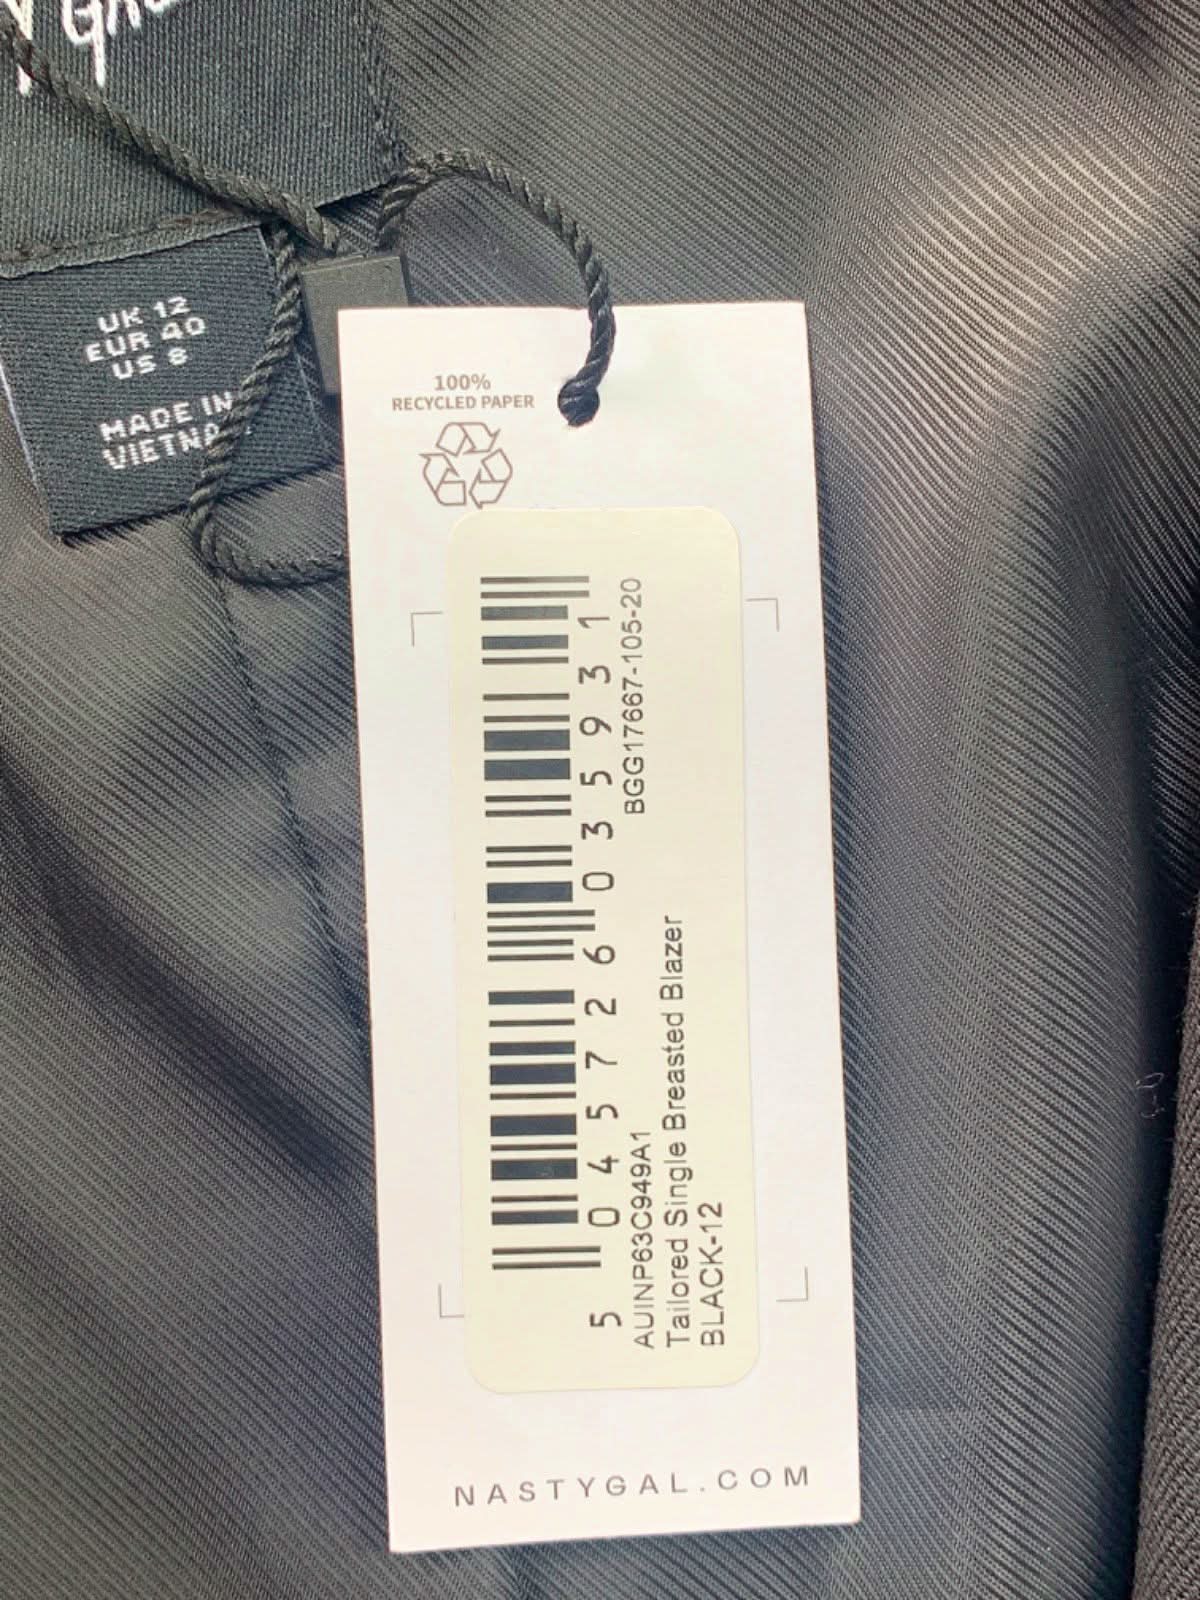 UK 12
EUR 40
US 8
MADE IN
100%
RECYCLED PAPER
5 045726 035931
AUINP63C949A1
BGG17667-105-20
Tailored Single Breasted Blazer
BLACK-12
NASTYGAL.COM